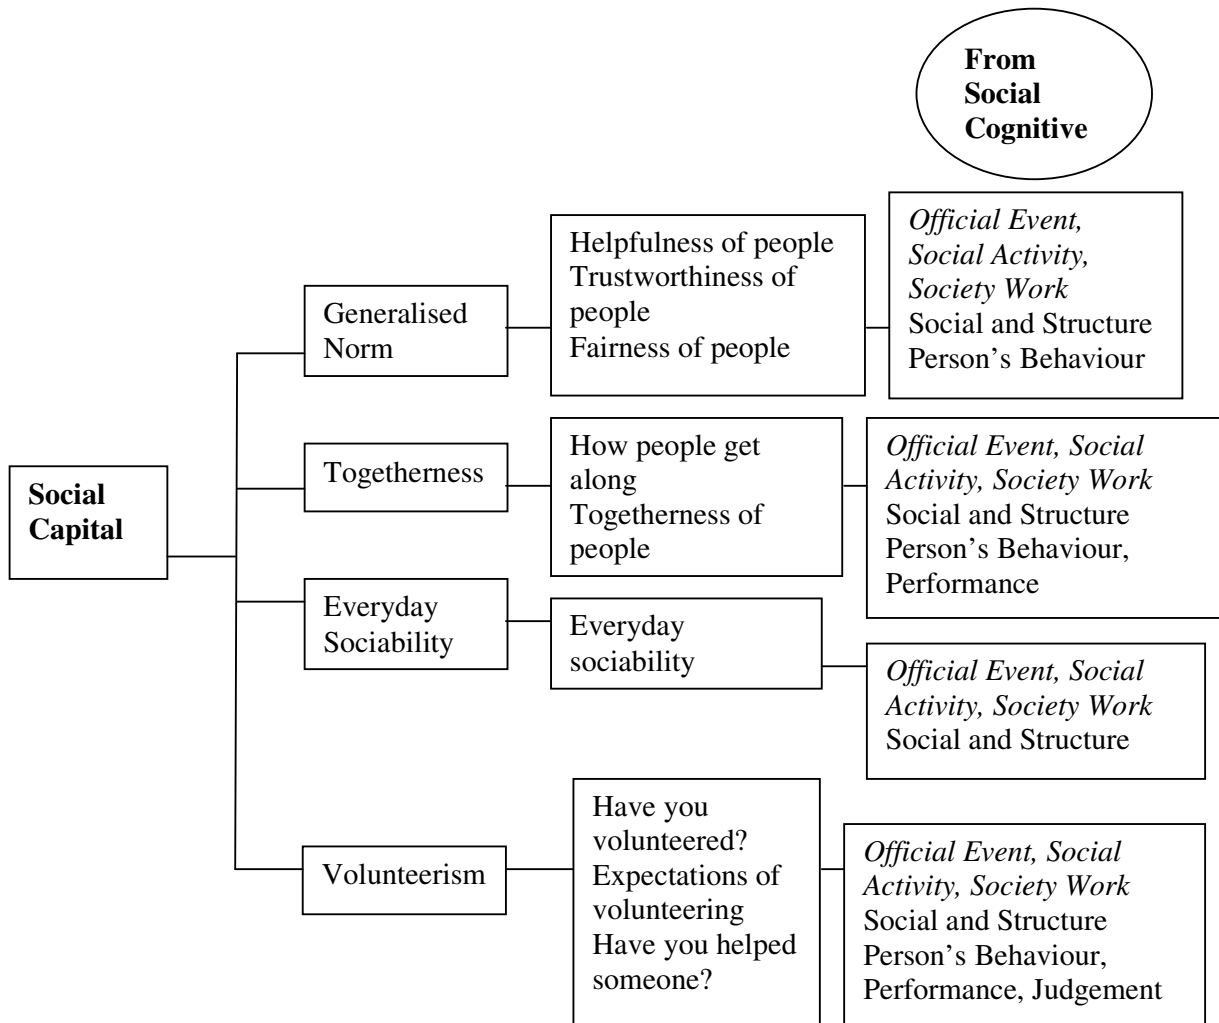 From
Social
Cognitive
Official Event,
Social Activity,
Society Work
Social and Structure
Person's Behaviour
Helpfulness of people
Trustworthiness of
people
Fairness of people
Generalised
Norm
How people get
along
Togetherness of
people
Official Event, Social
Activity, Society Work
Social and Structure
Person's Behaviour,
Performance
Togetherness
Social
Capital
Everyday
Sociability
Everyday
sociability
Official Event, Social
Activity, Society Work
Social and Structure
Volunteerism
Have you
volunteered?
Expectations of
volunteering
Have you helped
someone?
Official Event, Social
Activity, Society Work
Social and Structure
Person's Behaviour,
Performance, Judgement